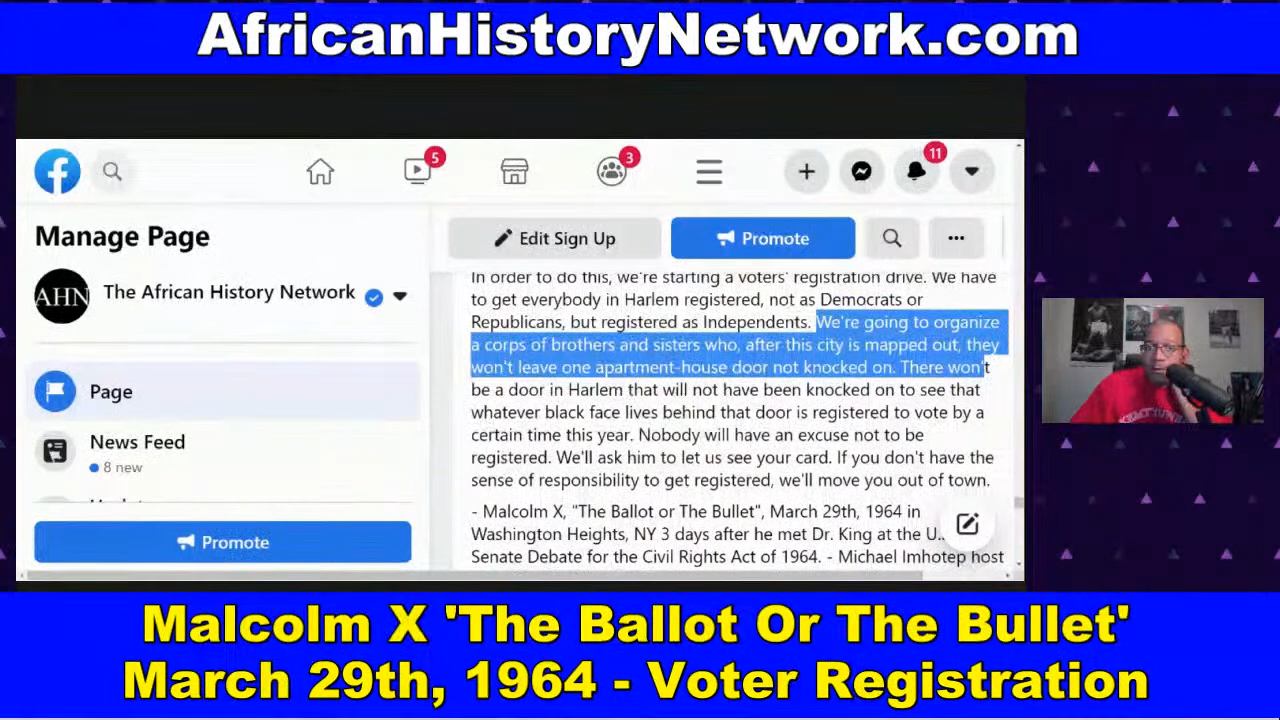 AfricanHistoryNetwork.com
5
3
11
Manage Page
Edit Sign Up
Promote
AHN
The African History Network
In order to do this, we're starting a voters' registration drive. We have
to get everybody in Harlem registered, not as Democrats or
Republicans, but registered as Independents. We're going to organize
a corps of brothers and sisters who, after this city is mapped out, they
won't leave one apartment-house door not knocked on. There won't
be a door in Harlem that will not have been knocked on to see that
whatever black face lives behind that door is registered to vote by a
certain time this year. Nobody will have an excuse not to be
registered. We'll ask him to let us see your card. If you don't have the
sense of responsibility to get registered, we'll move you out of town.
- Malcolm X, "The Ballot or The Bullet", March 29th, 1964 in
Washington Heights, NY 3 days after he met Dr. King at the
Senate Debate for the Civil Rights Act of 1964. - Michael Imhotep host
Page
News Feed
8 new
Promote
Malcolm X 'The Ballot Or The Bullet'
March 29th, 1964 - Voter Registration